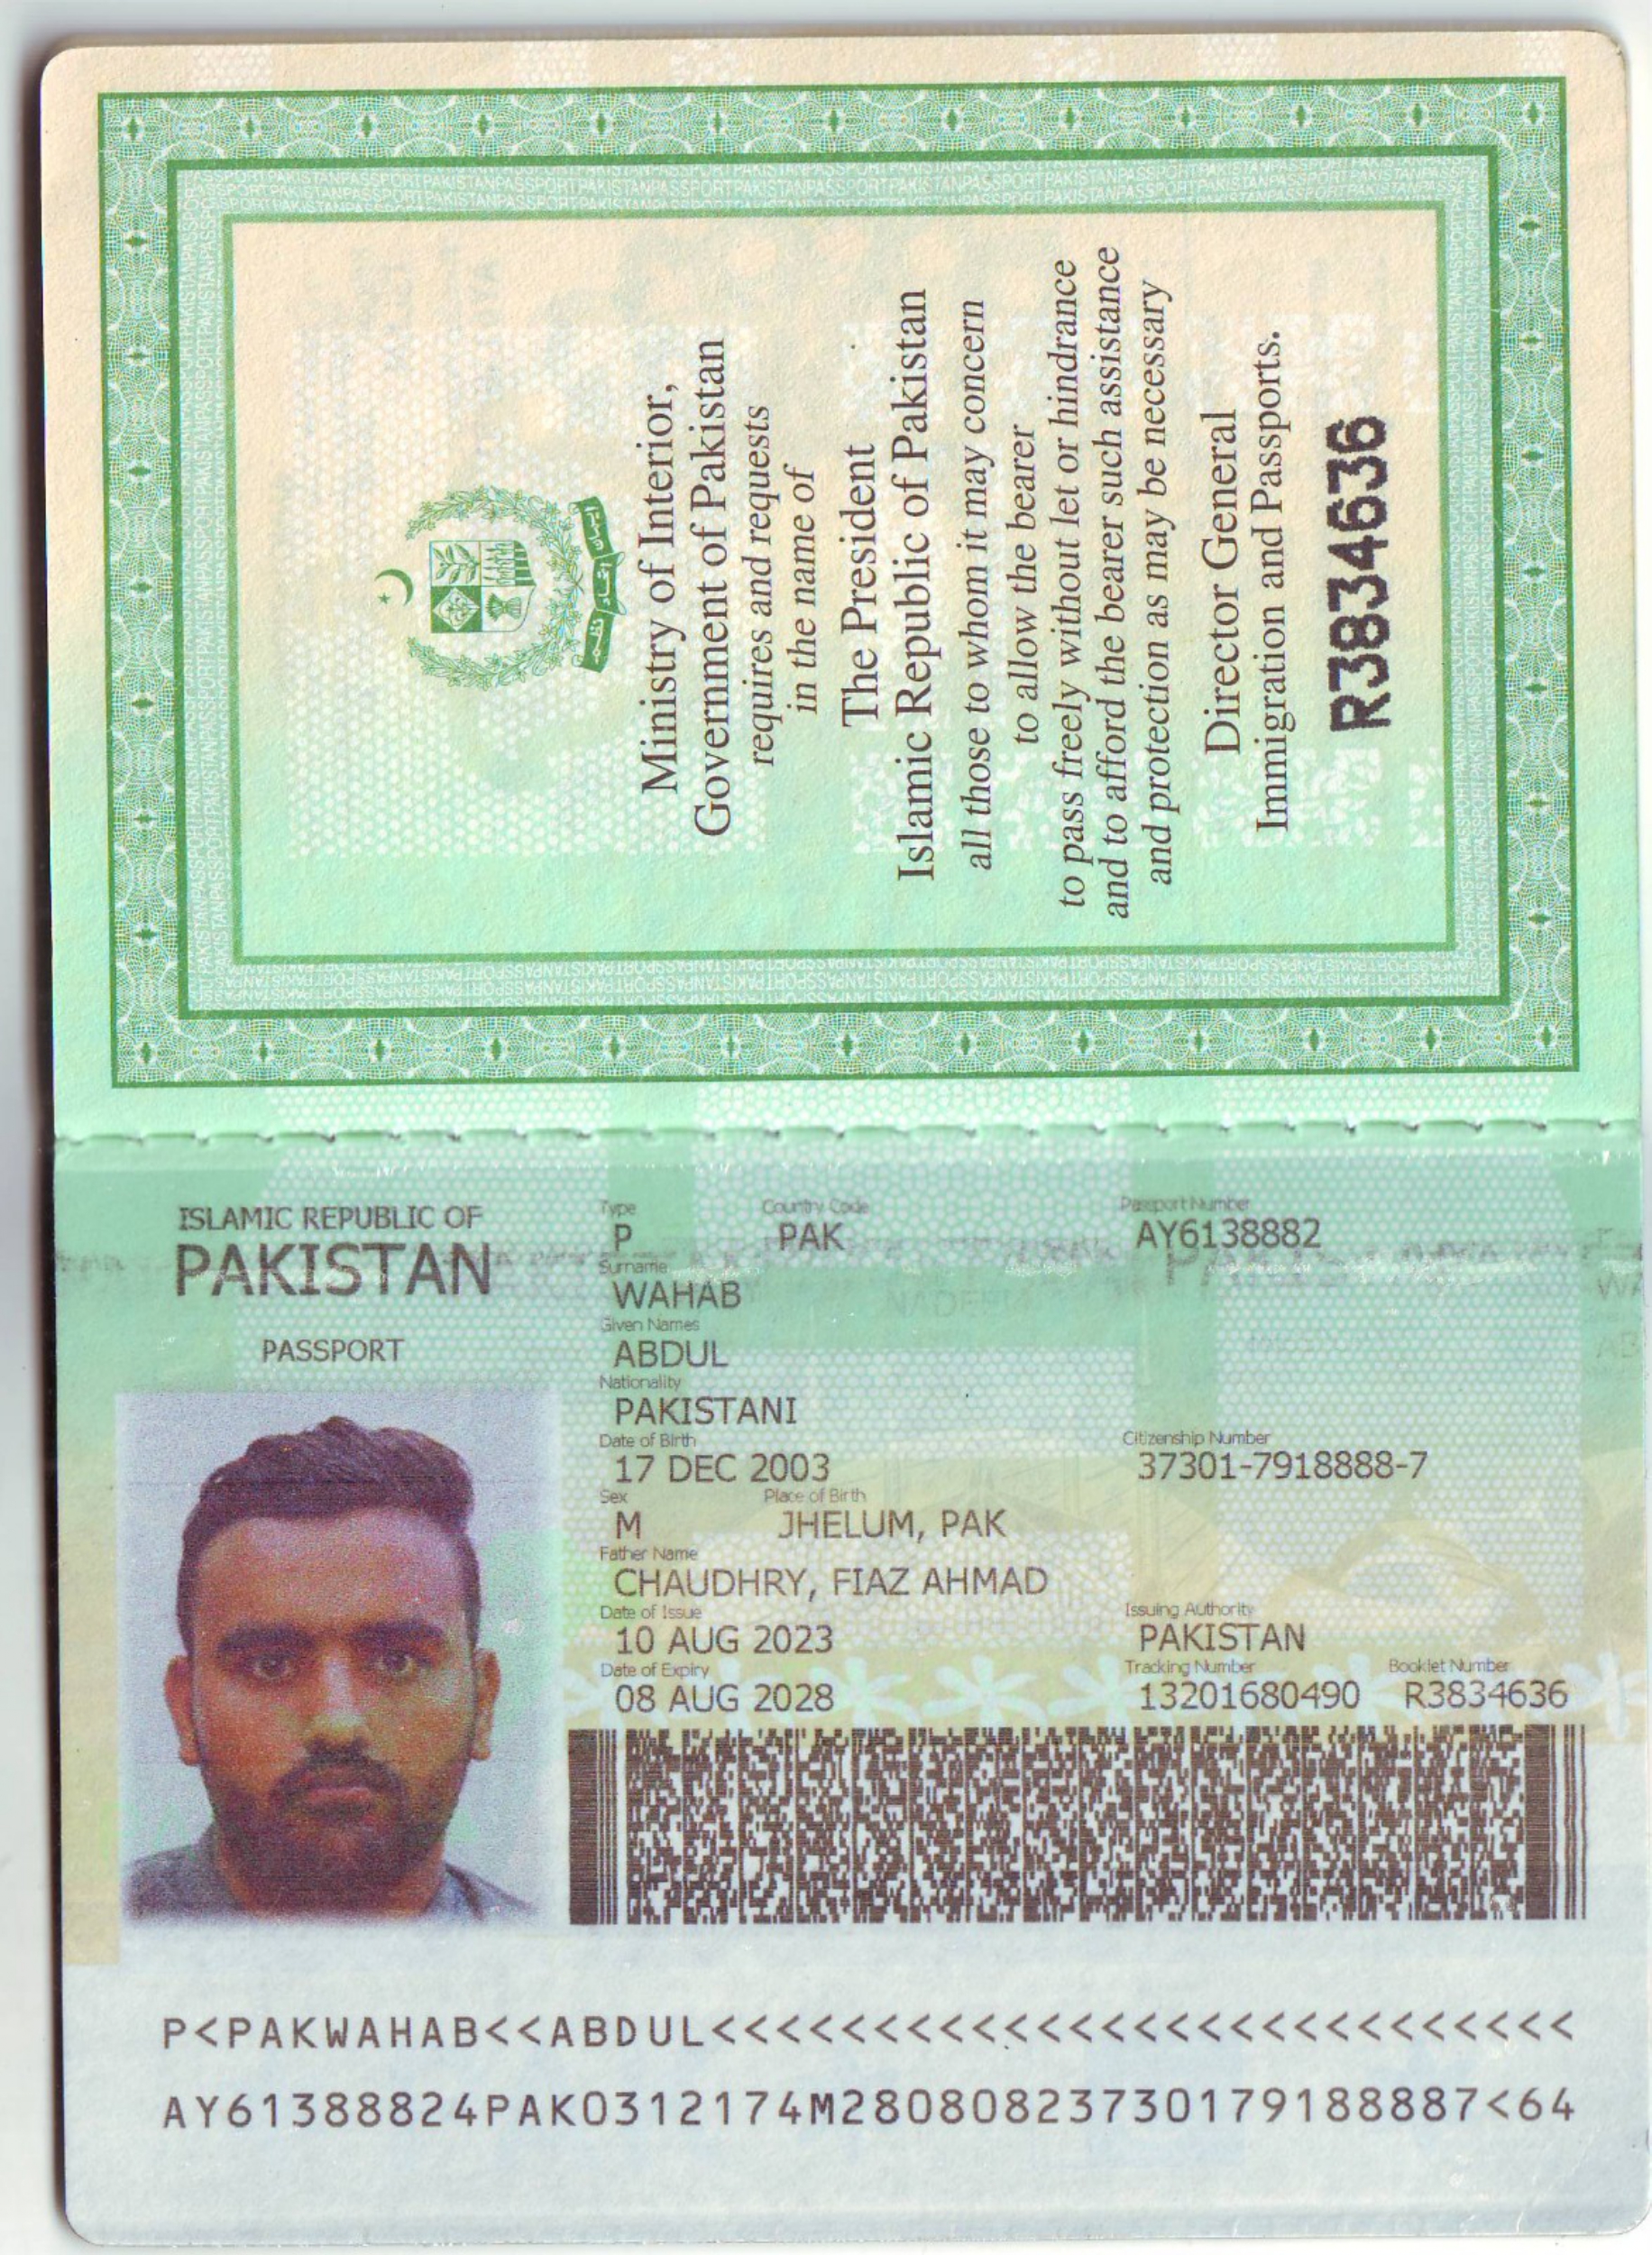 ایمان اتحاد نظم
Ministry of Interior,
Government of Pakistan
requires and requests
in the name of
The President
Islamic Republic of Pakistan
all those to whom it may concern
to allow the bearer
to pass freely without let or hindrance
and to afford the bearer such assistance
and protection as may be necessary
Director General
Immigration and Passports.
R3834636
ISLAMIC REPUBLIC OF
PAKISTAN
PASSPORT
Type Country Code Passport Number
P PAK AY6138882
Surname
WAHAB
Given Names
ABDUL
Nationality
PAKISTANI
Date of Birth Citizenship Number
17 DEC 2003 37301-7918888-7
Sex Place of Birth
M JHELUM, PAK
Father Name
CHAUDHRY, FIAZ AHMAD
Date of Issue Issuing Authority
10 AUG 2023 PAKISTAN
Date of Expiry Tracking Number Booklet Number
08 AUG 2028 13201680490 R3834636
P<PAKWAHAB<<ABDUL<<<<<<<<<<<<<<<<<<<<<<<<<<<
AY61388824PAK0312174M28080823730179188887<64